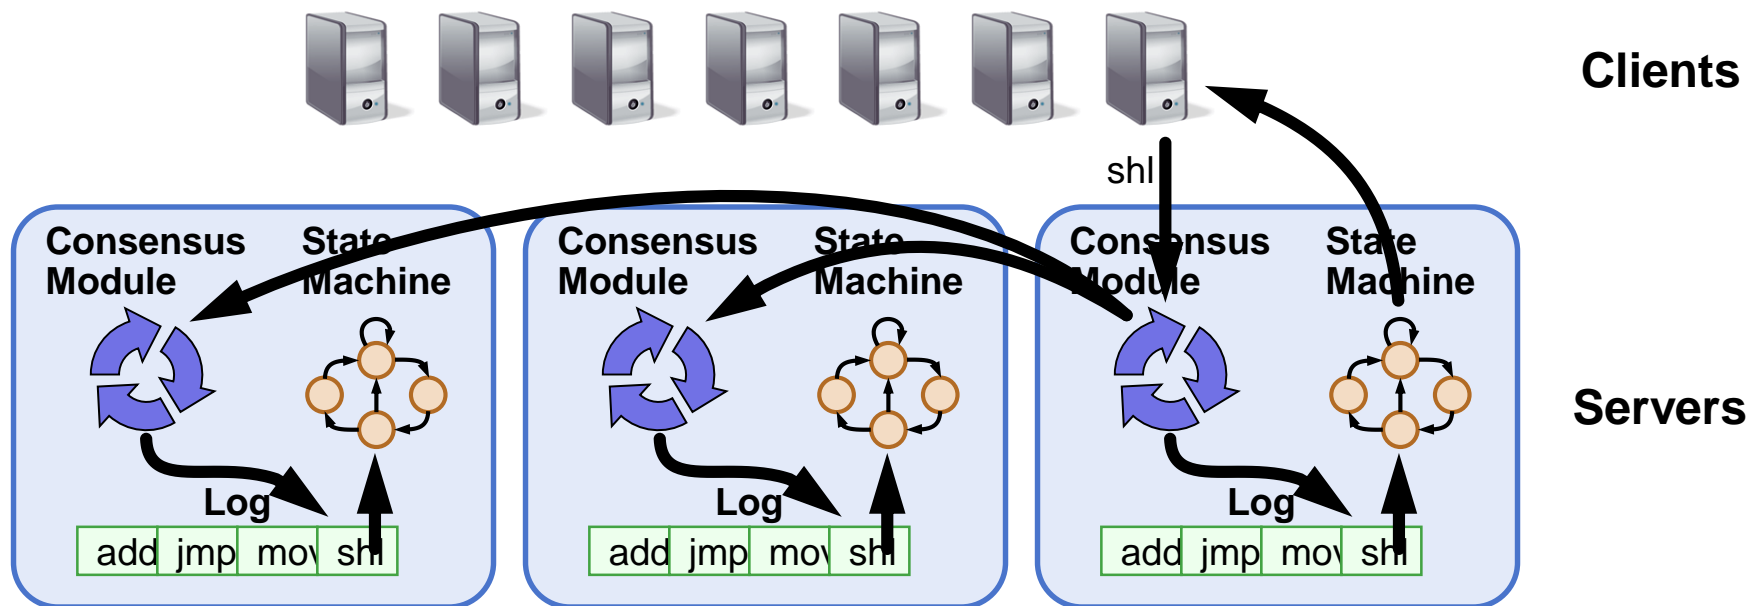 Clients
shl
Consensus Module
State Machine
Consensus Module
State Machine
Consensus Module
State Machine
Servers
Log
Log
Log
add jmp mov shl
add jmp mov shl
add jmp mov shl